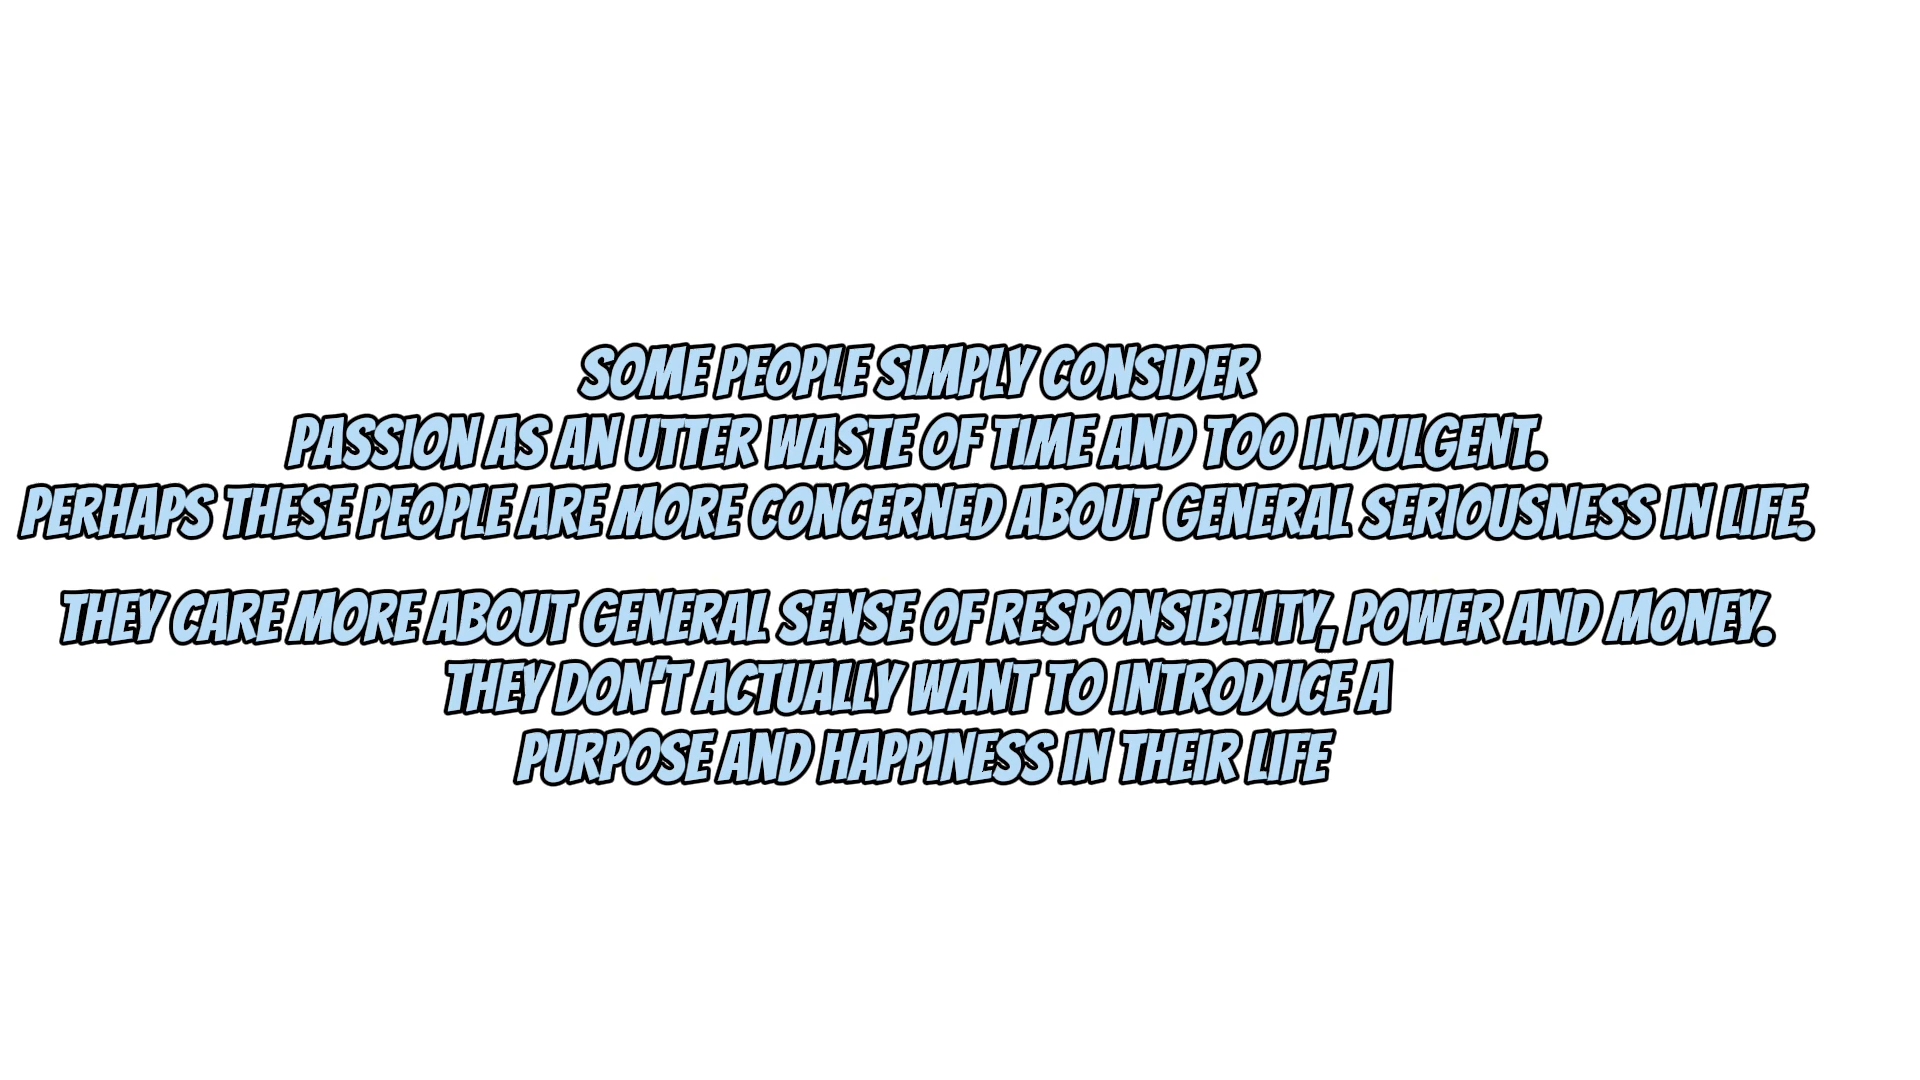 SOME PEOPLE SIMPLY CONSIDER
PASSION AS AN UTTER WASTE OF TIME AND TOO INDULGENT.
PERHAPS THESE PEOPLE ARE MORE CONCERNED ABOUT GENERAL SERIOUSNESS IN LIFE.
THEY CARE MORE ABOUT GENERAL SENSE OF RESPONSIBILITY, POWER AND MONEY.
THEY DON'T ACTUALLY WANT TO INTRODUCE A
PURPOSE AND HAPPINESS IN THEIR LIFE